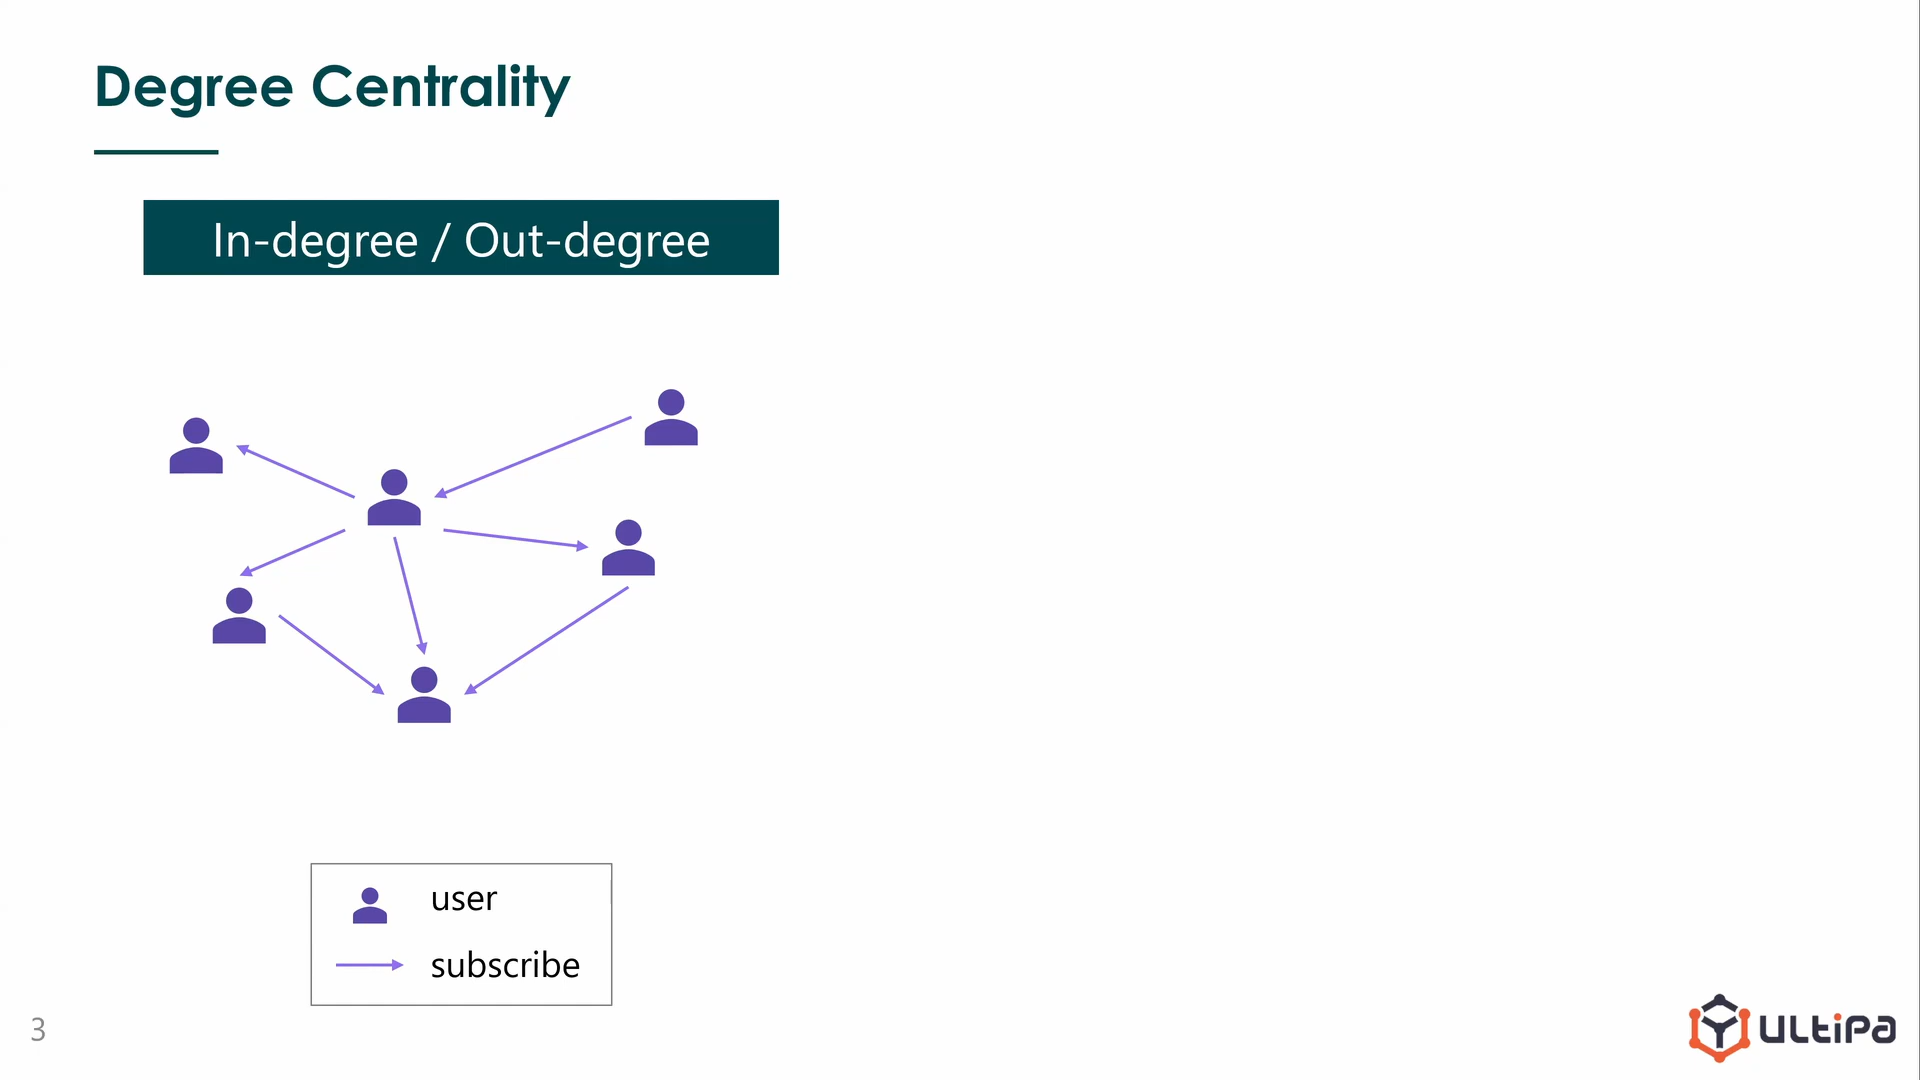 Degree Centrality
In-degree / Out-degree
user
subscribe
3
ULTiPa